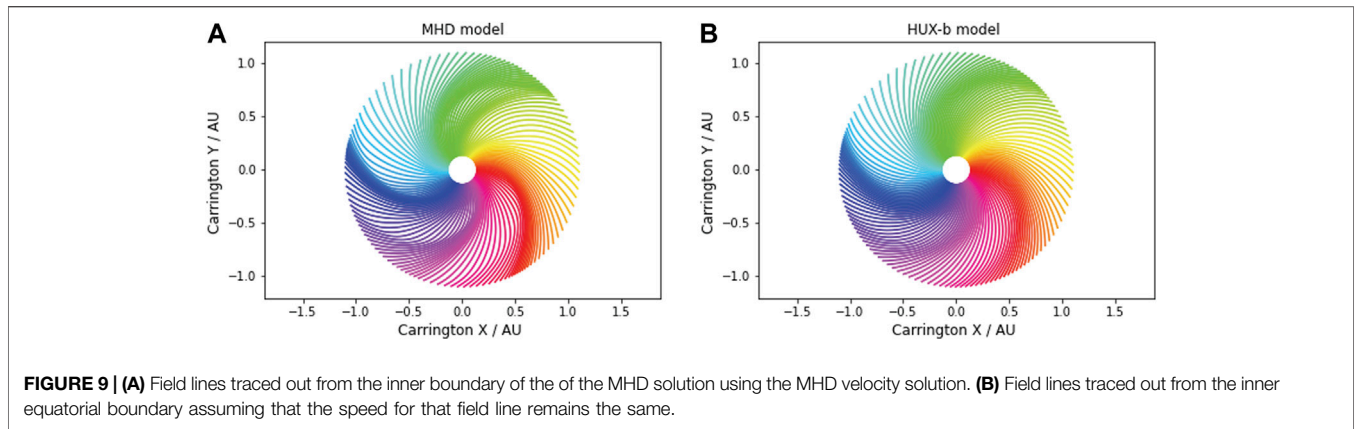 A
MHD model
Carrington Y / AU
1.0
0.5
0.0
−0.5
−1.0
−1.5 −1.0 −0.5 0.0 0.5 1.0 1.5
Carrington X / AU
B
HUX-b model
Carrington Y / AU
1.0
0.5
0.0
−0.5
−1.0
−1.5 −1.0 −0.5 0.0 0.5 1.0 1.5
Carrington X / AU
FIGURE 9 | (A) Field lines traced out from the inner boundary of the of the MHD solution using the MHD velocity solution. (B) Field lines traced out from the inner
equatorial boundary assuming that the speed for that field line remains the same.